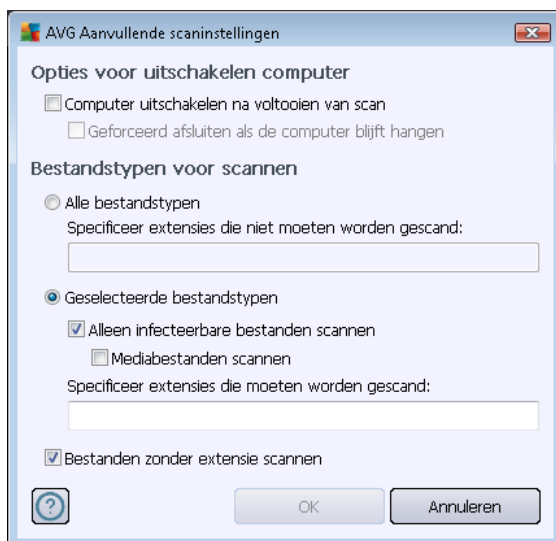 AVG Aanvullende scaninstellingen
Opties voor uitschakelen computer
Computer uitschakelen na voltooien van scan
Geforceerd afsluiten als de computer blijft hangen
Bestandstypen voor scannen
Alle bestandstypen
Specificeer extensies die niet moeten worden gescand:
Geselecteerde bestandstypen
Alleen infecteerbare bestanden scannen
Mediabestanden scannen
Specificeer extensies die moeten worden gescand:
Bestanden zonder extensie scannen
? OK Annuleren